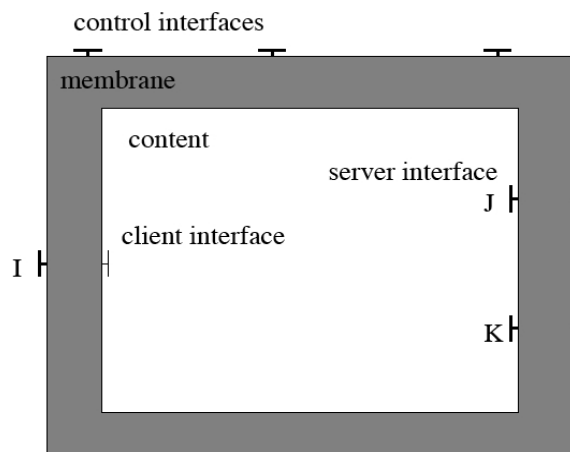 control interfaces
membrane
content
server interface
J
client interface
I
K